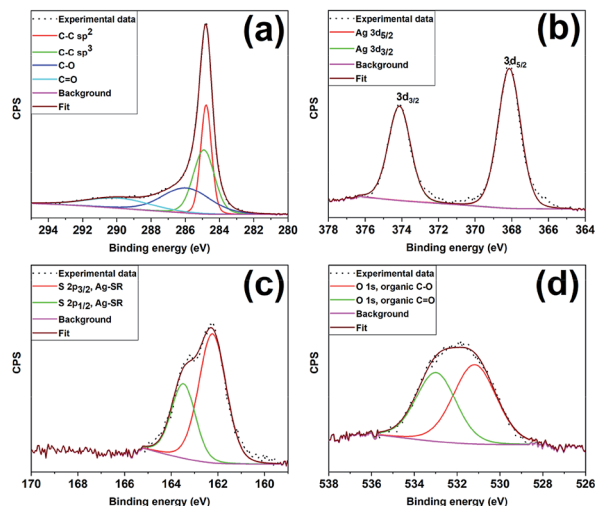 (a)
Experimental data
C-C sp2
C-C sp3
C-O
C=O
Background
Fit
CPS
294 292 290 288 286 284 282 280
Binding energy (eV)
(b)
Experimental data
Ag 3d5/2
Ag 3d3/2
Background
Fit
3d5/2
3d3/2
CPS
378 376 374 372 370 368 366 364
Binding energy (eV)
(c)
Experimental data
S 2p3/2, Ag-SR
S 2p1/2, Ag-SR
Background
Fit
CPS
170 168 166 164 162 160
Binding energy (eV)
(d)
Experimental data
O 1s, organic C-O
O 1s, organic C=O
Background
Fit
CPS
538 536 534 532 530 528 526
Binding energy (eV)